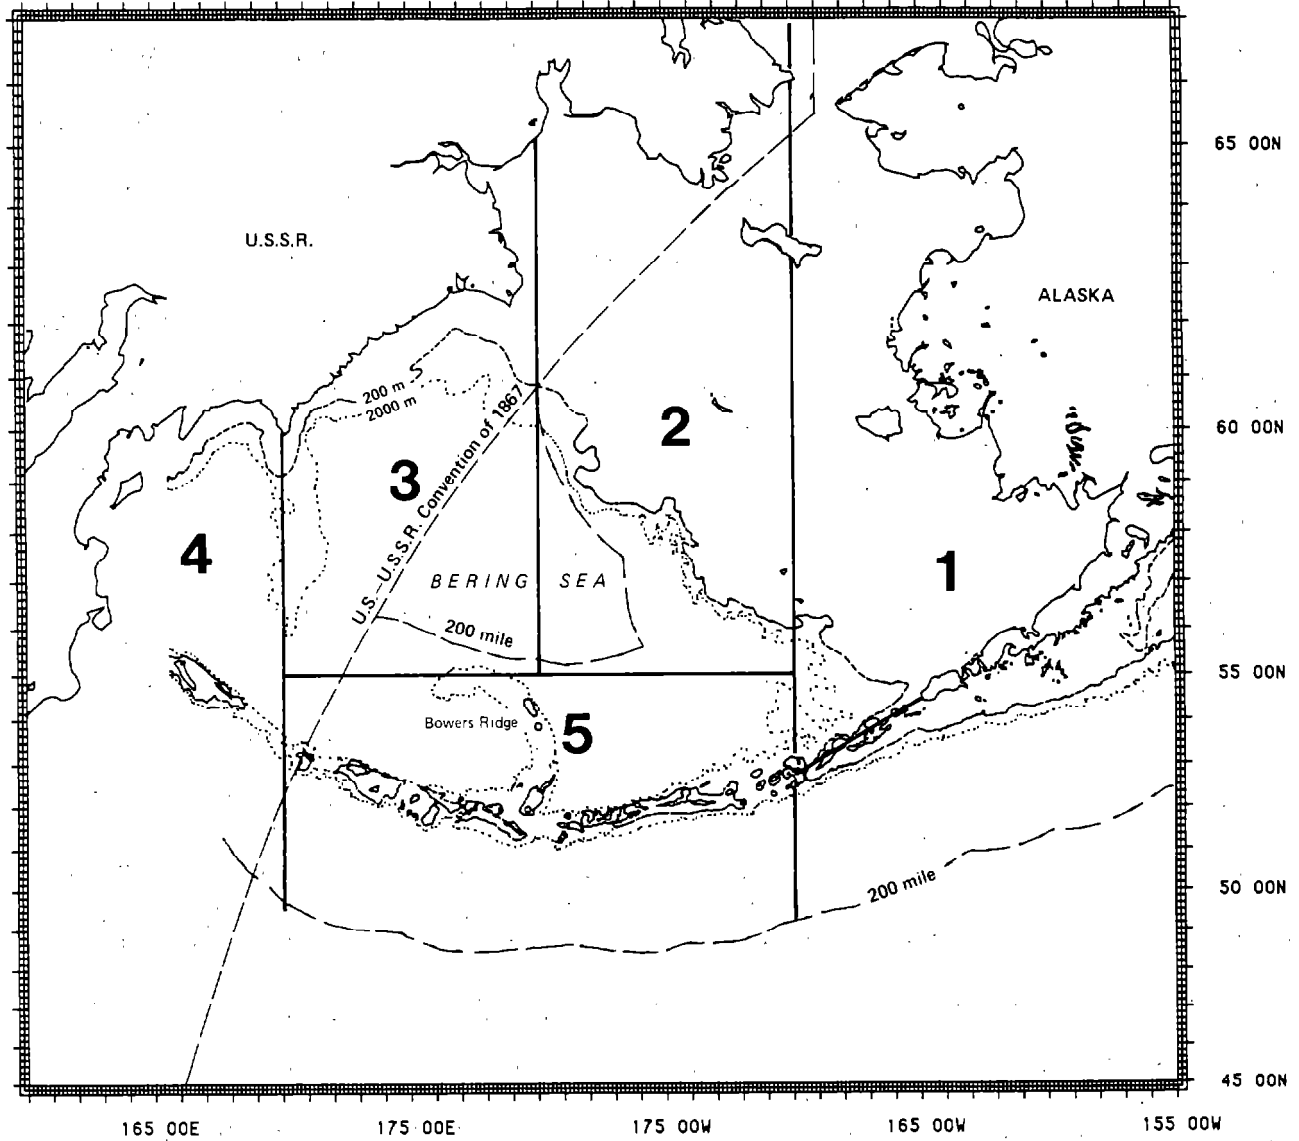 65 00N
U.S.S.R.
ALASKA
200 m
2000 m
2
60 00N
3
U.S.-U.S.S.R. Convention of 1867
4
1
BERING SEA
200 mile
55 00N
Bowers Ridge
5
200 mile
50 00N
45 00N
165 00E
175 00E
175 00W
165 00W
155 00W